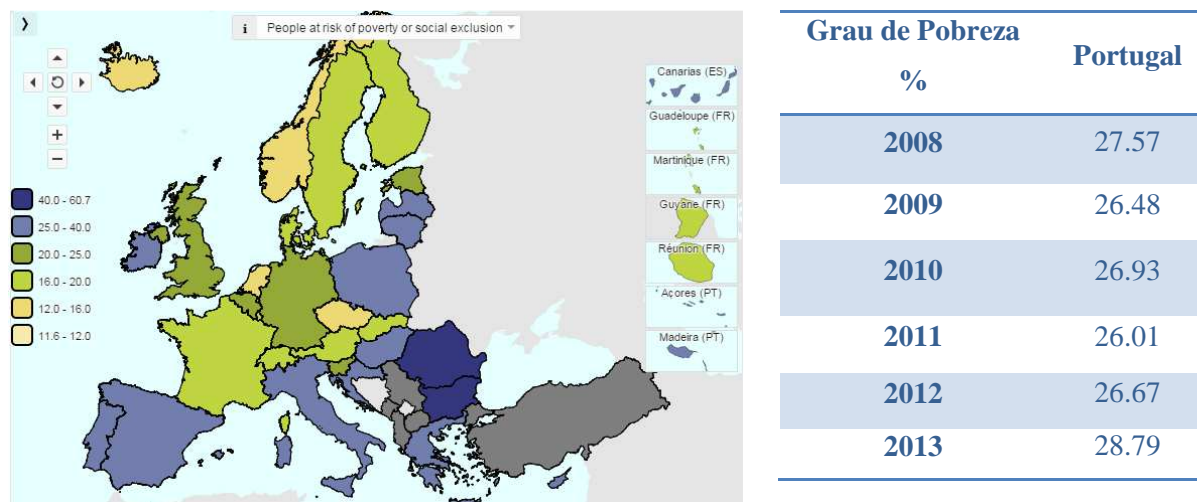 i People at risk of poverty or social exclusion
Canarias (ES)
Guadeloupe (FR)
Martinique (FR)
Guyane (FR)
Réunion (FR)
Açores (PT)
Madeira (PT)
40.0 - 60.7
25.0 - 40.0
20.0 - 25.0
16.0 - 20.0
12.0 - 16.0
11.6 - 12.0
Grau de Pobreza
% Portugal
2008 27.57
2009 26.48
2010 26.93
2011 26.01
2012 26.67
2013 28.79